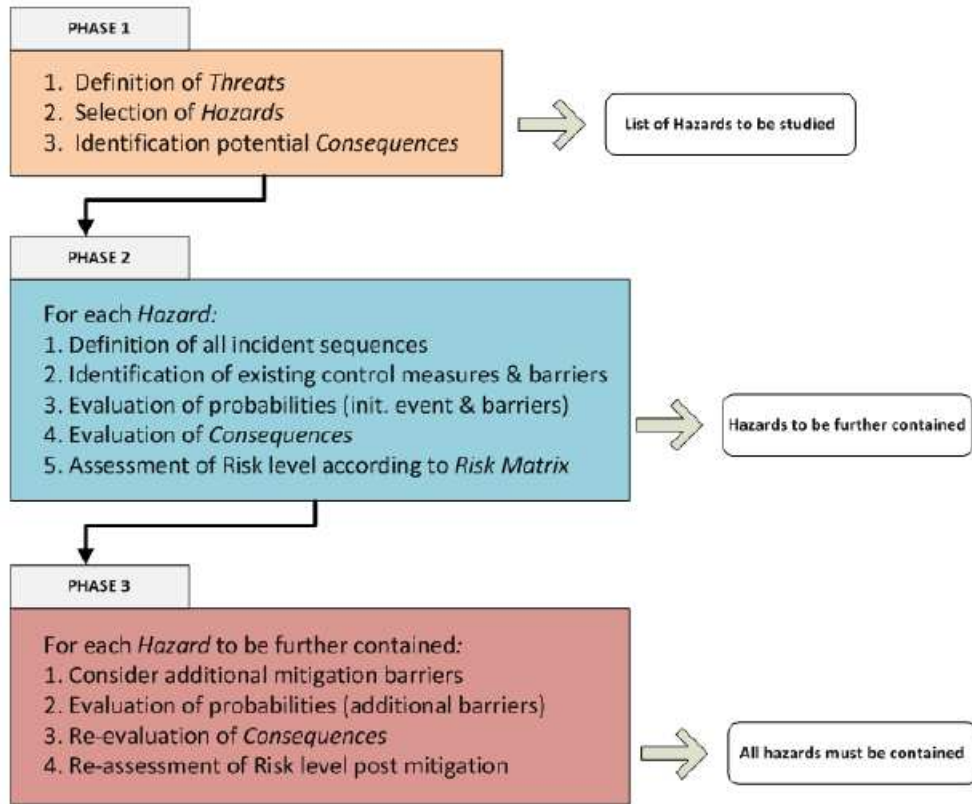 PHASE 1
1. Definition of Threats
2. Selection of Hazards
3. Identification potential Consequences
List of Hazards to be studied
PHASE 2
For each Hazard:
1. Definition of all incident sequences
2. Identification of existing control measures & barriers
3. Evaluation of probabilities (init. event & barriers)
4. Evaluation of Consequences
5. Assessment of Risk level according to Risk Matrix
Hazards to be further contained
PHASE 3
For each Hazard to be further contained:
1. Consider additional mitigation barriers
2. Evaluation of probabilities (additional barriers)
3. Re-evaluation of Consequences
4. Re-assessment of Risk level post mitigation
All hazards must be contained